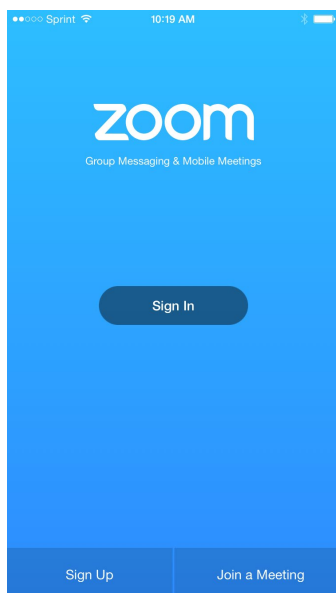 Sprint 10:19 AM
zoom
Group Messaging & Mobile Meetings
Sign In
Sign Up Join a Meeting